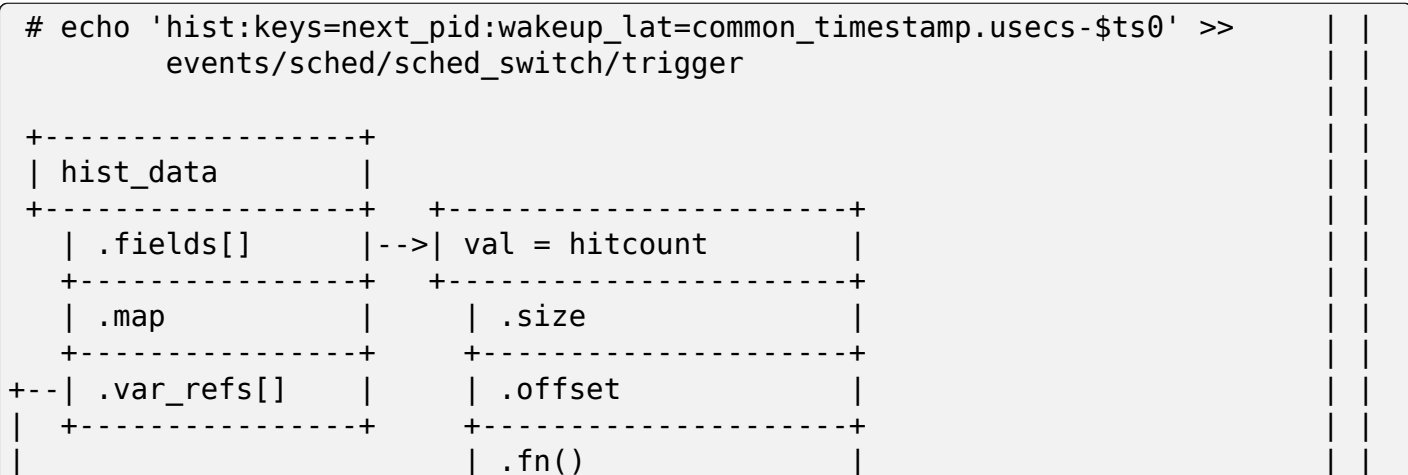 # echo 'hist:keys=next_pid:wakeup_lat=common_timestamp.usecs-$ts0' >>      | |
         events/sched/sched_switch/trigger                                  | |
                                                                            | |
 +------------------+                                                       | |
 | hist_data        |                                                       | |
 +------------------+   +-----------------------+                           | |
   | .fields[]      |-->| val = hitcount        |                           | |
   +----------------+   +-----------------------+                           | |
   | .map           |     | .size               |                           | |
   +----------------+     +---------------------+                           | |
+--| .var_refs[]    |     | .offset             |                           | |
|  +----------------+     +---------------------+                           | |
|                         | .fn()               |                           | |